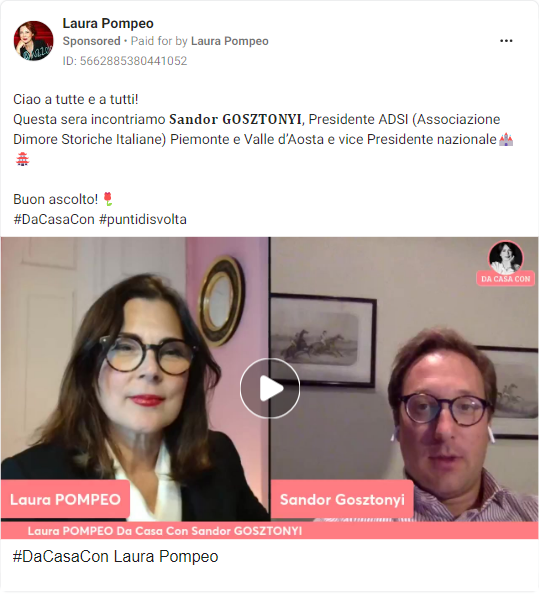 Laura Pompeo
Sponsored • Paid for by Laura Pompeo
ID: 5662885380441052
Ciao a tutte e a tutti!
Questa sera incontriamo Sandor GOSZTONYI, Presidente ADSI (Associazione
Dimore Storiche Italiane) Piemonte e Valle d'Aosta e vice Presidente nazionale🏰
🏯
Buon ascolto!🌷
#DaCasaCon #puntidisvolta
DA CASA CON
Laura POMPEO
Sandor Gosztonyi
Laura POMPEO Da Casa Con Sandor GOSZTONYI
#DaCasaCon Laura Pompeo